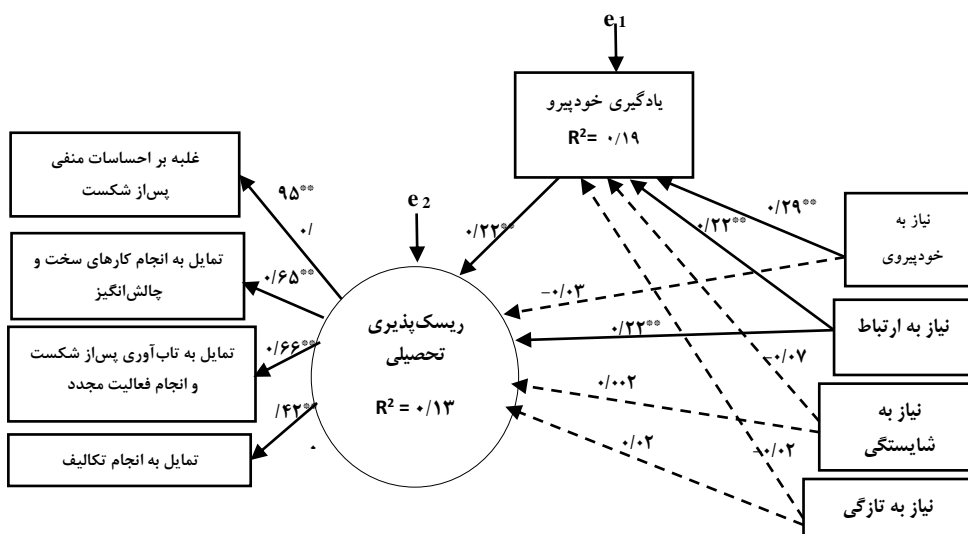 e 1
یادگیری خودپیرو
R²= ۰/۱۹
غلبه بر احساسات منفی
پس‌از شکست
۹۵**
۰/
e 2
۰/۲۲**
۰/۲۹**
۰/۲۲**
نیاز به
خودپیروی
تمایل به انجام کارهای سخت و
چالش‌انگیز
۰/۶۵**
-۰/۰۳
ریسک‌پذیری
تحصیلی
R² = ۰/۱۳
۰/۲۲**
نیاز به ارتباط
تمایل به تاب‌آوری پس‌از شکست
و انجام فعالیت مجدد
۰/۶۶**
-۰/۰۷
۰/۰۰۲
نیاز به
شایستگی
/۴۲**
۰
تمایل به انجام تکالیف
۰/۰۲
-۰/۰۲
نیاز به تازگی